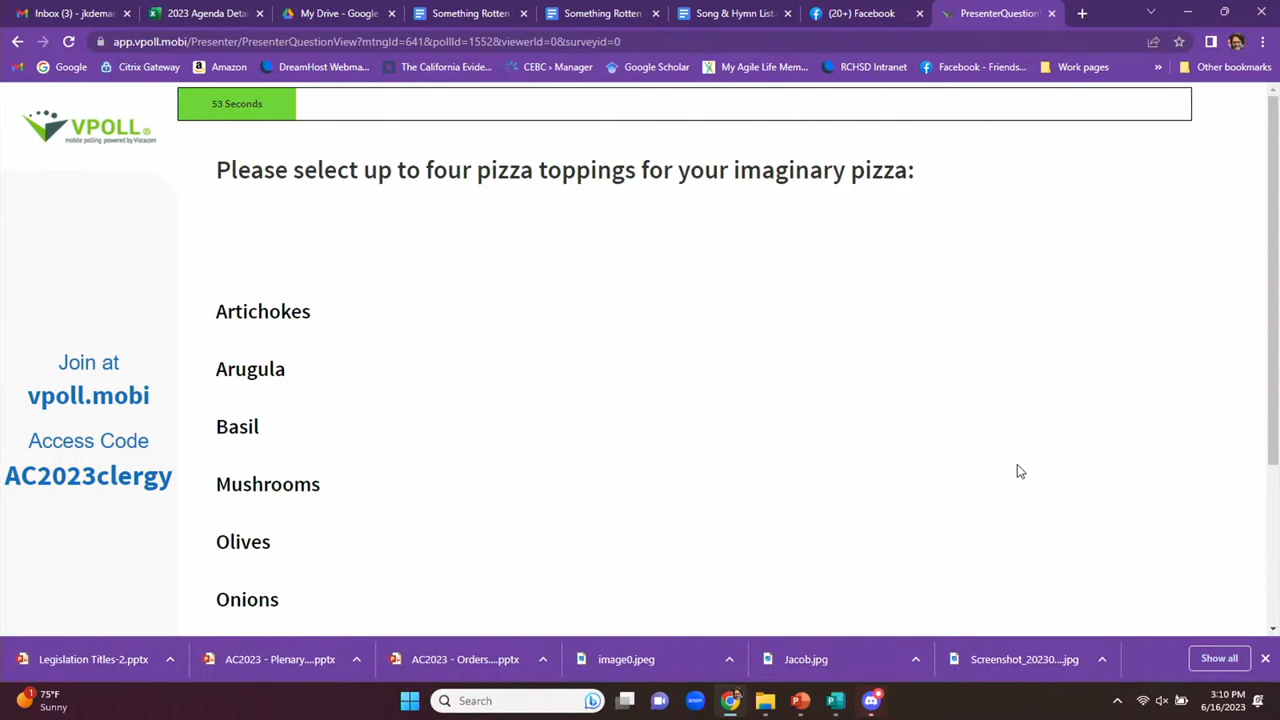 Inbox (3) - jkdemar
2023 Agenda Deta
My Drive - Google
Something Rotten -
Something Rotten -
Song & Hymn List -
(20+) Facebook
PresenterQuestionV
app.vpoll.mobi/Presenter/PresenterQuestionView?mtngId=641&pollId=1552&viewerId=0&surveyid=0
Gmail
Google
Citrix Gateway
Amazon
DreamHost Webma...
The California Evide...
CEBC › Manager
Google Scholar
My Agile Life Mem...
RCHSD Intranet
Facebook - Friends...
Work pages
»
Other bookmarks
53 Seconds
VPOLL®
mobile polling powered by Vistacom
Please select up to four pizza toppings for your imaginary pizza:
Artichokes
Arugula
Basil
Mushrooms
Olives
Onions
Join at
vpoll.mobi
Access Code
AC2023clergy
Legislation Titles-2.pptx
AC2023 - Plenary....pptx
AC2023 - Orders....pptx
image0.jpeg
Jacob.jpg
Screenshot_20230....jpg
Show all
1
75°F
Sunny
Search
zoom
3:10 PM
6/16/2023